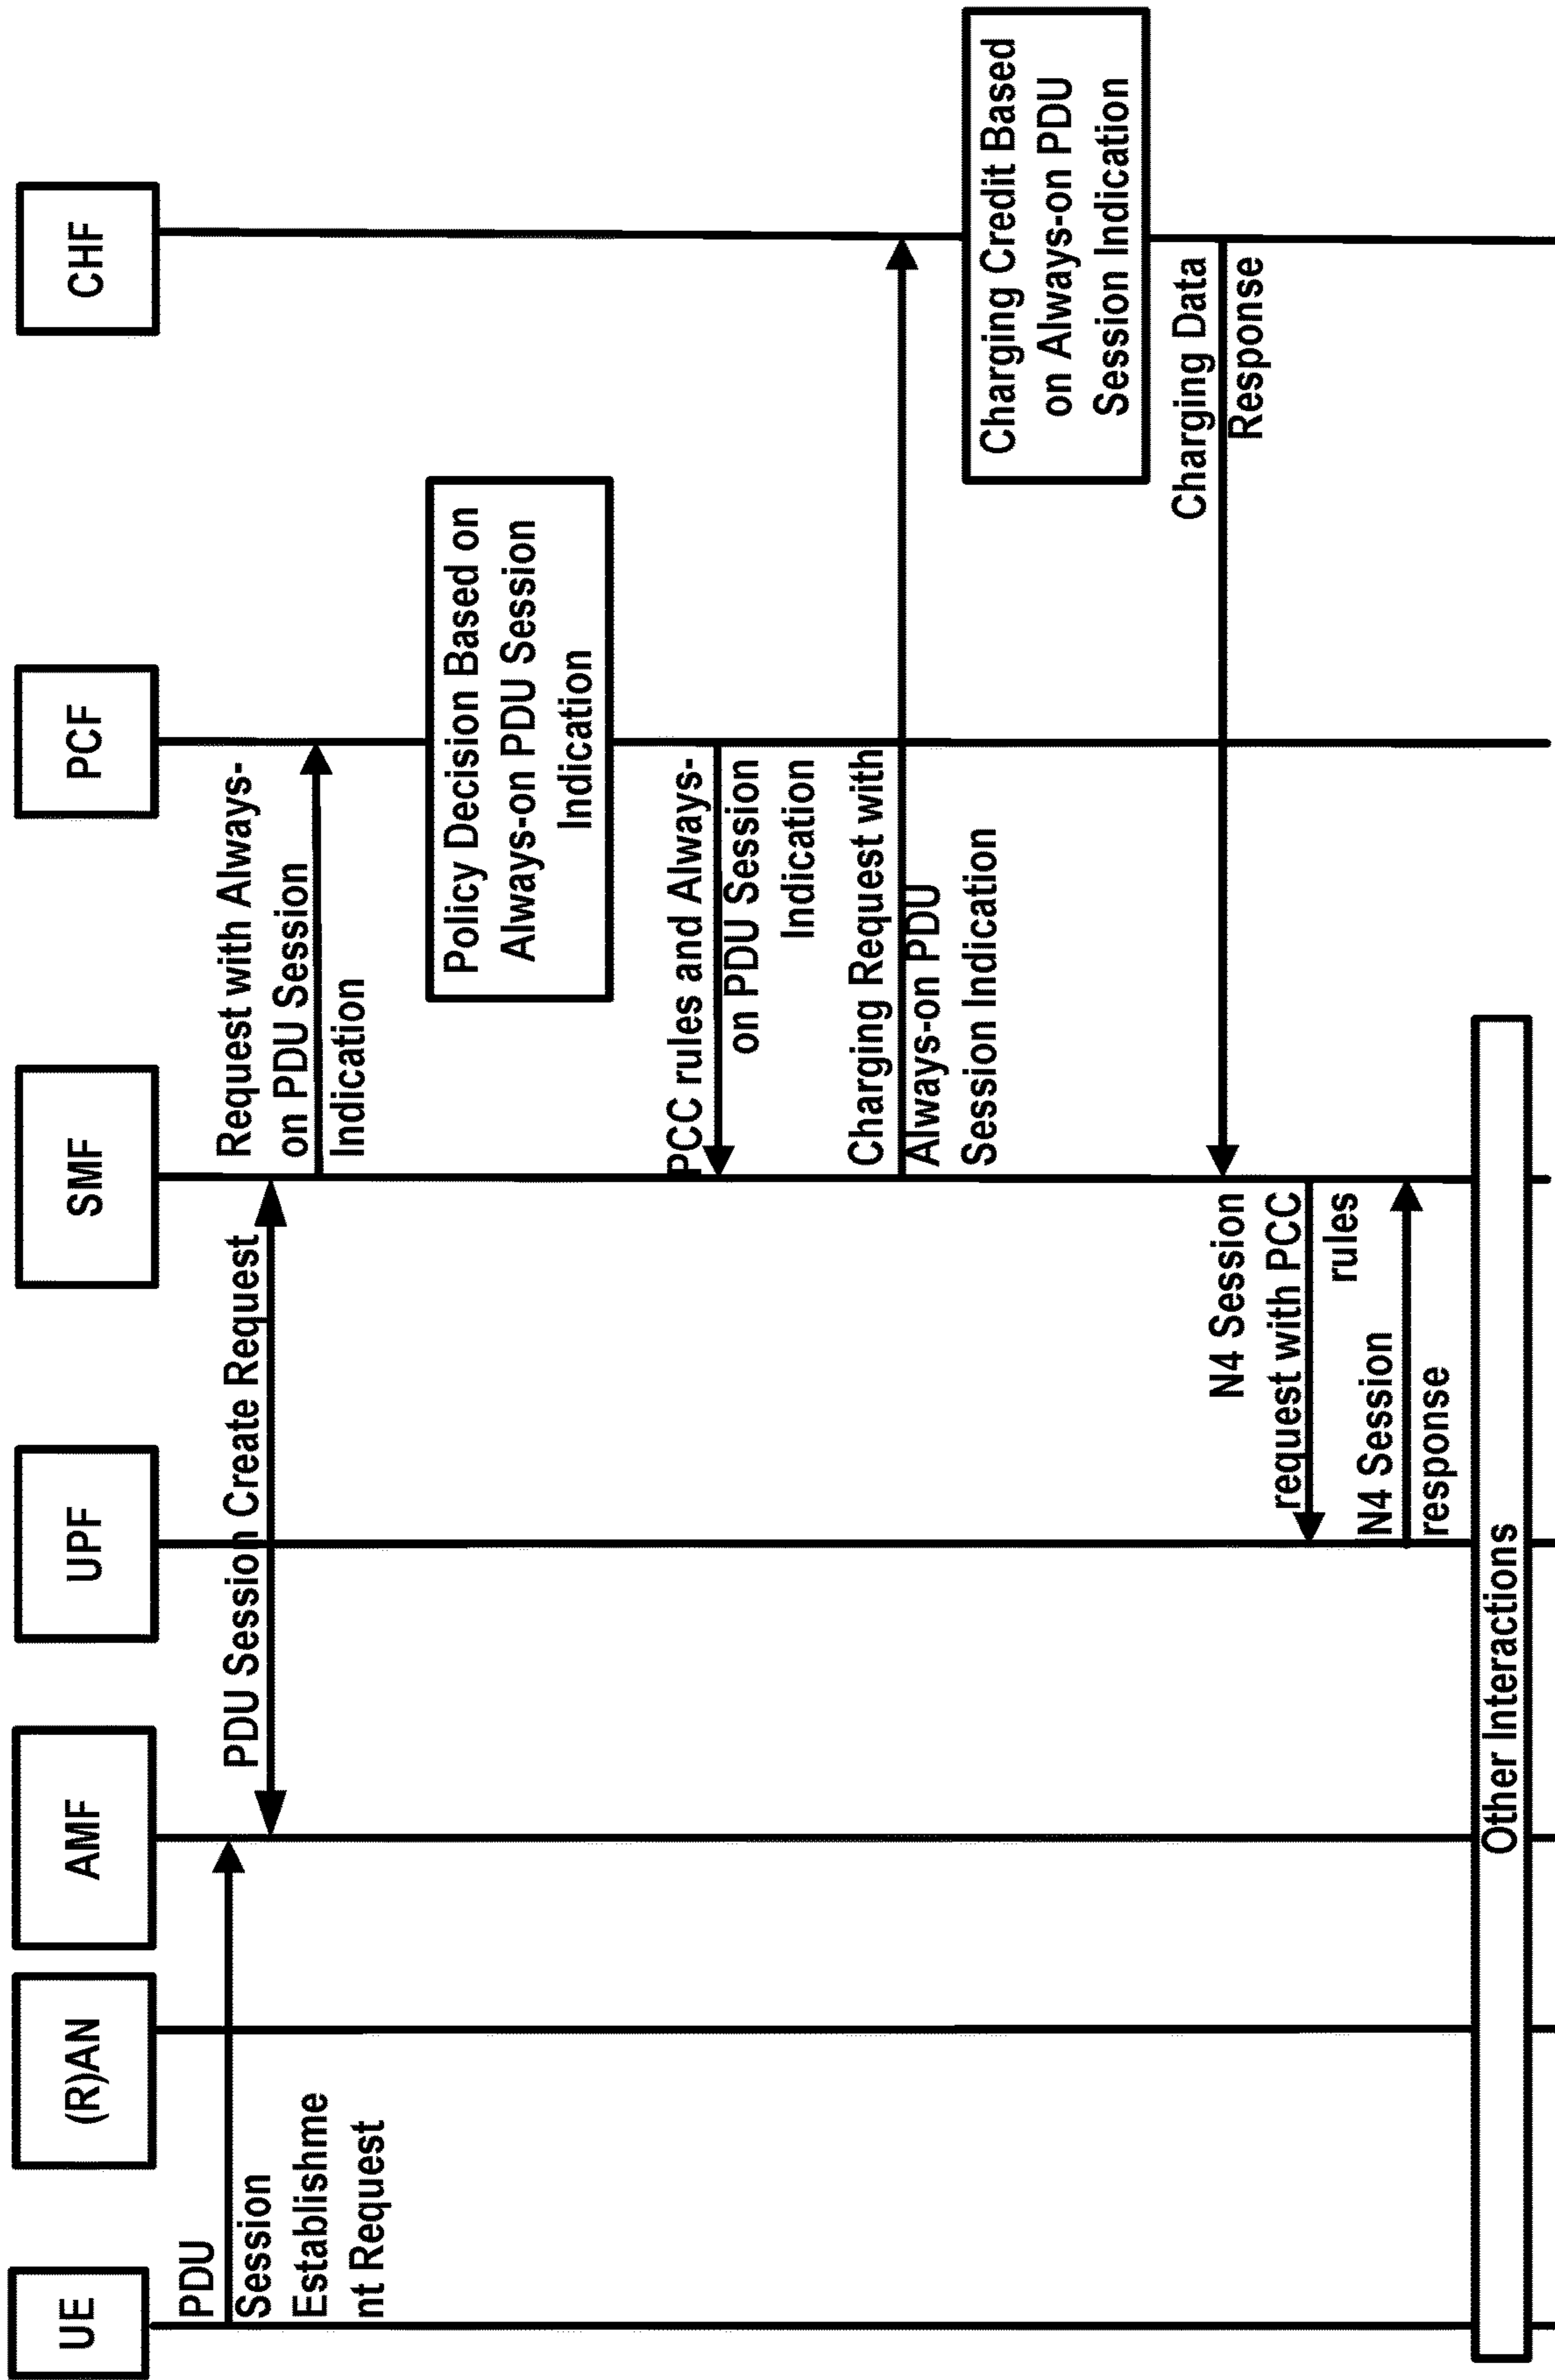 UE
(R)AN
AMF
UPF
SMF
PCF
CHF
PDU
Session
Establishme
nt Request
PDU Session Create Request
Request with Always-
on PDU Session
Indication
Policy Decision Based on
Always-on PDU Session
Indication
PCC rules and Always-
on PDU Session
Indication
Charging Request with
Always-on PDU
Session Indication
Charging Credit Based
on Always-on PDU
Session Indication
Charging Data
Response
N4 Session
request with PCC
rules
N4 Session
response
Other Interactions